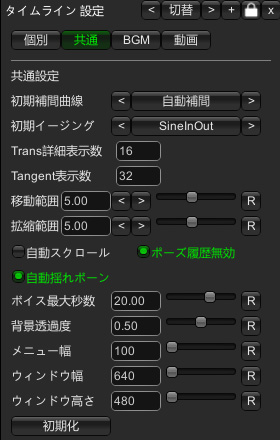 タイムライン 設定 < 切替 > + x
個別 共通 BGM 動画
共通設定
初期補間曲線 < 自動補間 >
初期イージング < SineInOut >
Trans詳細表示数 16
Tangent表示数 32
移動範囲 5.00 < > R
拡縮範囲 5.00 < > R
自動スクロール ポーズ履歴無効
自動揺れボーン
ボイス最大秒数 20.00 R
背景透過度 0.50 R
メニュー幅 100 R
ウィンドウ幅 640 R
ウィンドウ高さ 480 R
初期化